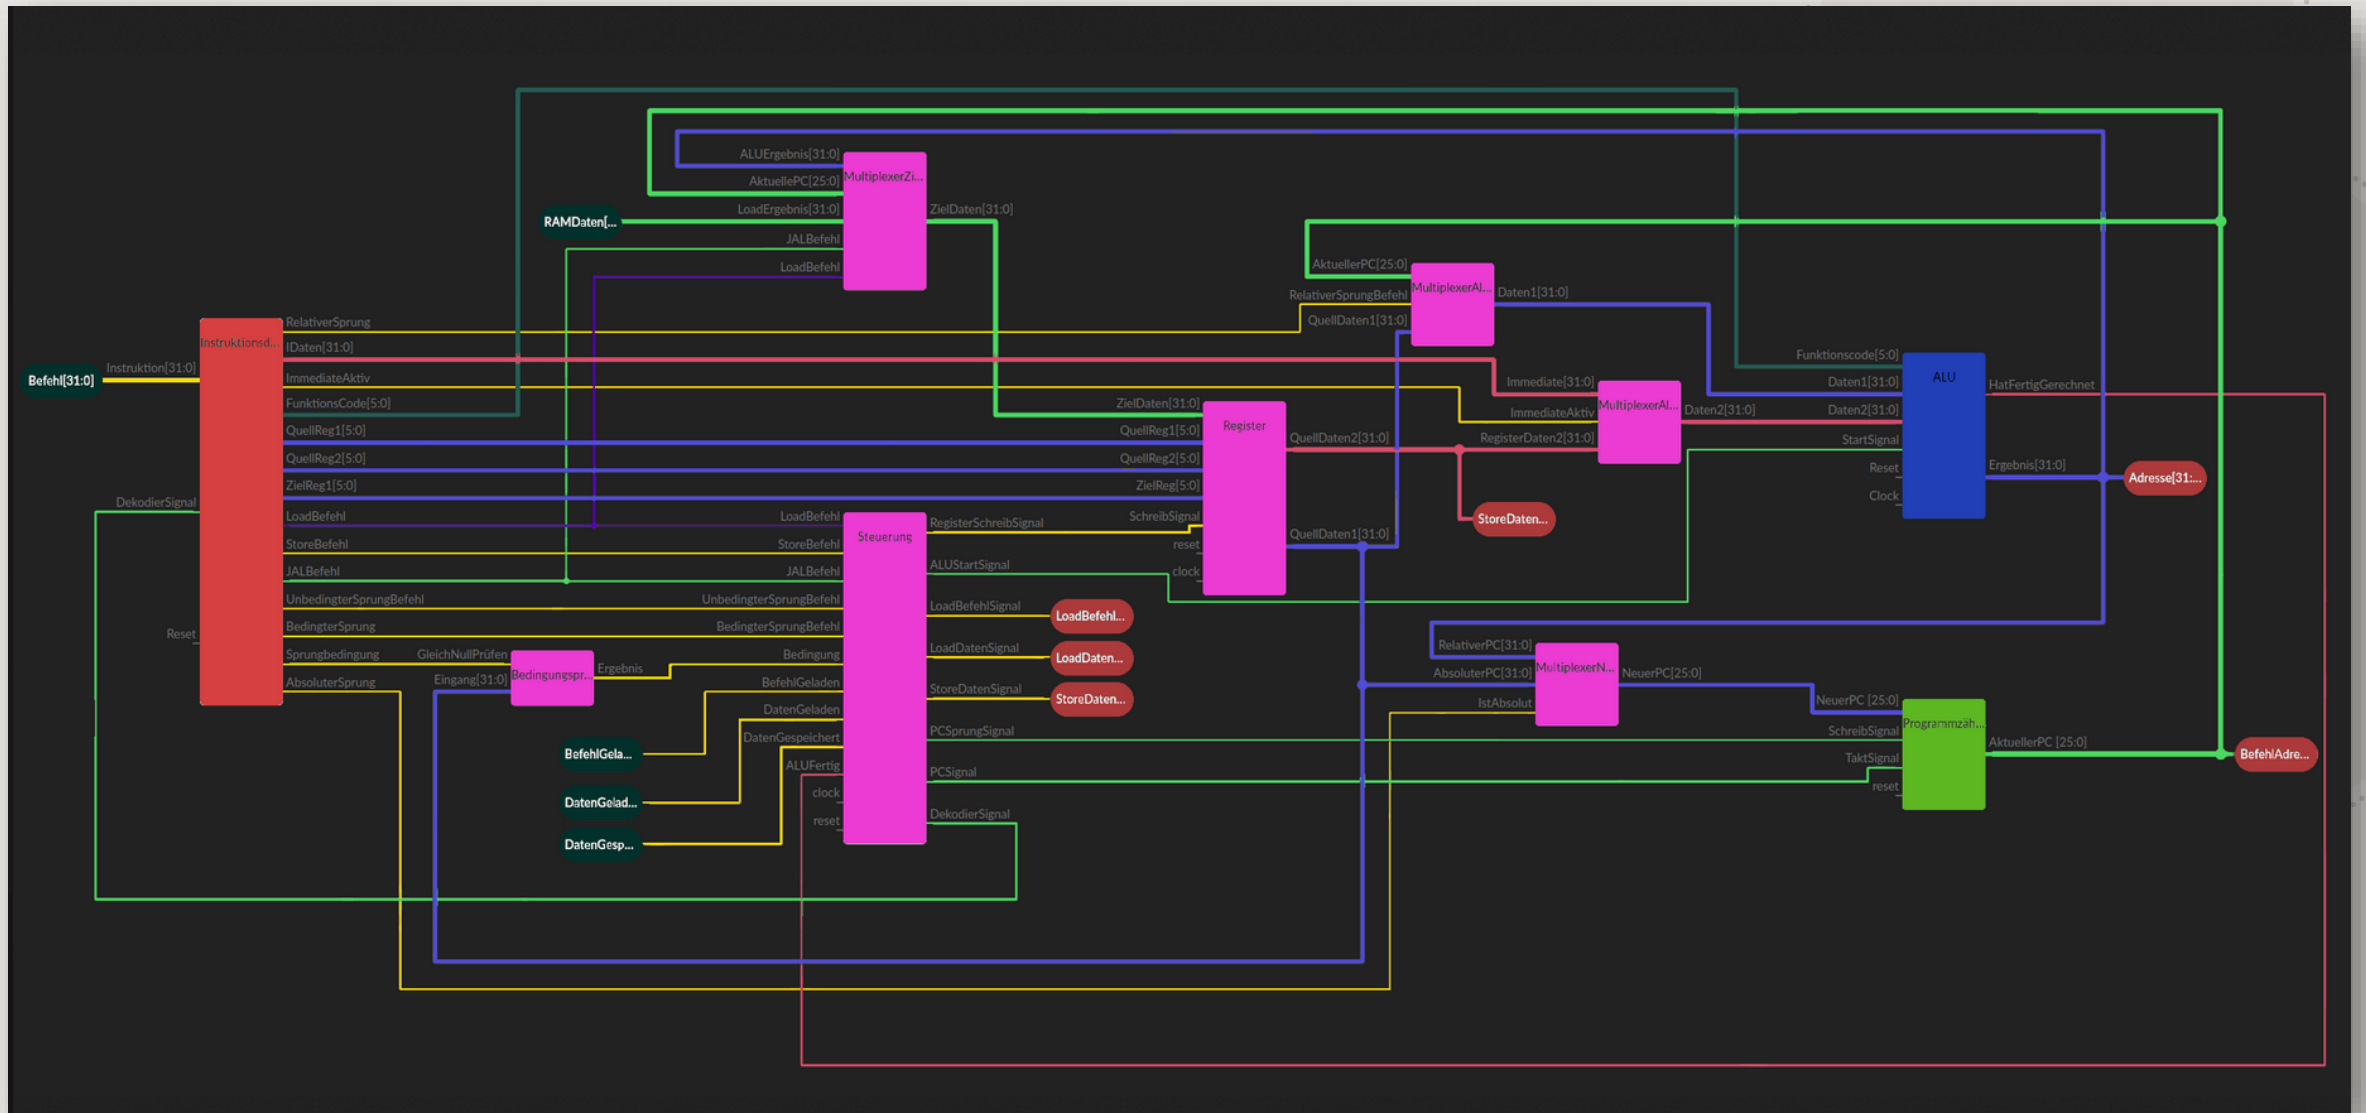 Befehl[31:0]
Instruktion[31:0]
DekodierSignal
Reset
Instruktionsd...
RelativerSprung
IDaten[31:0]
ImmediateAktiv
FunktionsCode[5:0]
QuellReg1[5:0]
QuellReg2[5:0]
ZielReg1[5:0]
LoadBefehl
StoreBefehl
JALBefehl
UnbedingterSprungBefehl
BedingterSprung
Sprungbedingung
AbsoluterSprung
GleichNullPrüfen
Eingang[31:0]
Bedingungspr...
Ergebnis
RAMDaten[...
ALUErgebnis[31:0]
AktuellePC[25:0]
LoadErgebnis[31:0]
JALBefehl
LoadBefehl
MultiplexerZi...
ZielDaten[31:0]
BefehlGela...
DatenGelad...
DatenGesp...
LoadBefehl
StoreBefehl
JALBefehl
UnbedingterSprungBefehl
BedingterSprungBefehl
Bedingung
BefehlGeladen
DatenGeladen
DatenGespeichert
ALUFertig
clock
reset
Steuerung
RegisterSchreibSignal
ALUStartSignal
LoadBefehlSignal
LoadDatenSignal
StoreDatenSignal
PCSprungSignal
PCSignal
DekodierSignal
LoadBefehl...
LoadDaten...
StoreDaten...
ZielDaten[31:0]
QuellReg1[5:0]
QuellReg2[5:0]
ZielReg[5:0]
SchreibSignal
reset
clock
Register
QuellDaten2[31:0]
QuellDaten1[31:0]
StoreDaten...
AktuellerPC[25:0]
RelativerSprungBefehl
QuellDaten1[31:0]
MultiplexerAl...
Daten1[31:0]
Immediate[31:0]
ImmediateAktiv
RegisterDaten2[31:0]
MultiplexerAl...
Daten2[31:0]
RelativerPC[31:0]
AbsoluterPC[31:0]
IstAbsolut
MultiplexerN...
NeuerPC[25:0]
Funktionscode[5:0]
Daten1[31:0]
Daten2[31:0]
StartSignal
Reset
Clock
ALU
HatFertigGerechnet
Ergebnis[31:0]
Adresse[31:...
NeuerPC [25:0]
SchreibSignal
TaktSignal
reset
Programmzäh...
AktuellerPC [25:0]
BefehlAdre...